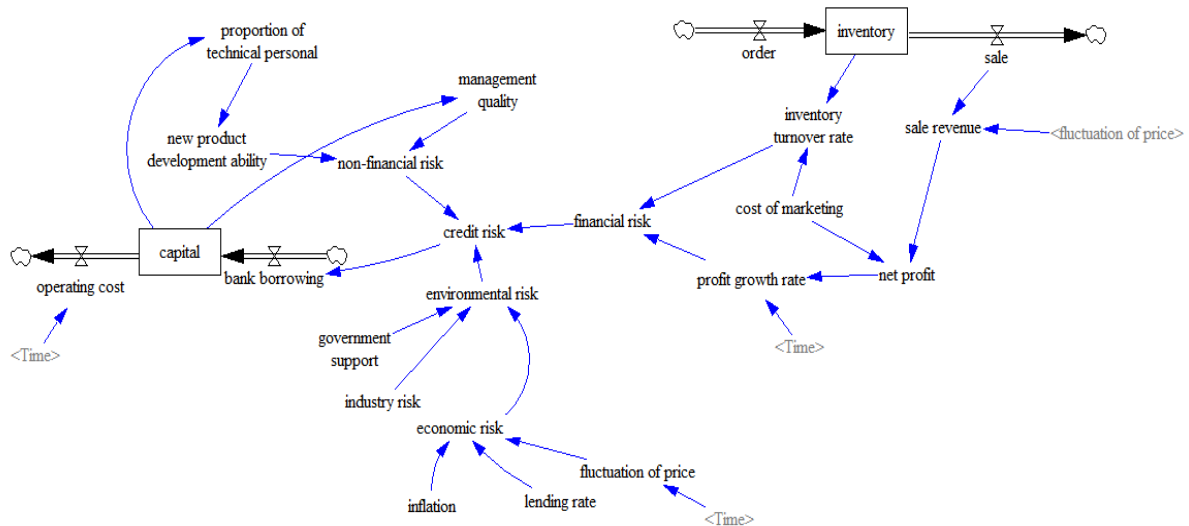 proportion of
technical personal
inventory
order
sale
management
quality
inventory
turnover rate
sale revenue
<fluctuation of price>
new product
development ability
non-financial risk
cost of marketing
financial risk
credit risk
capital
bank borrowing
operating cost
net profit
profit growth rate
environmental risk
government
support
<Time>
<Time>
industry risk
economic risk
fluctuation of price
inflation
lending rate
<Time>